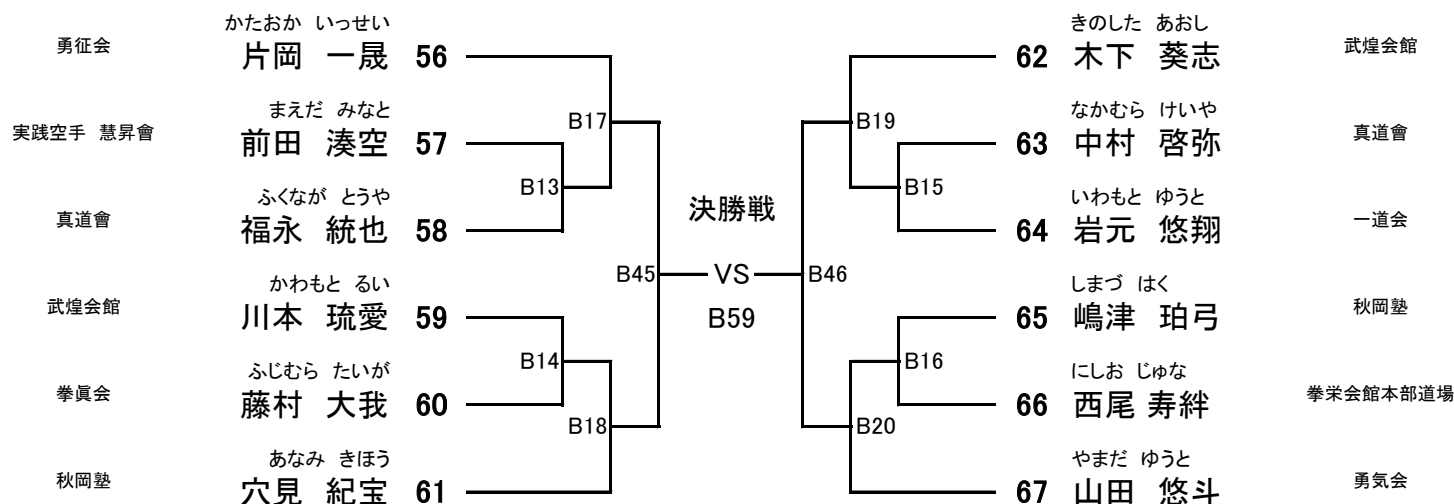 かたおか いっせい
勇征会 片岡 一晟 56
B17
まえだ みなと
実践空手 慧昇會 前田 湊空 57
B13
ふくなが とうや
真道會 福永 統也 58
かわもと るい
武煌会館 川本 琉愛 59
B14
ふじむら たいが
拳眞会 藤村 大我 60
B18
あなみ きほう
秋岡塾 穴見 紀宝 61
決勝戦
B45 VS B46
B59
きのした あおし
62 木下 葵志 武煌会館
B19
なかむら けいや
63 中村 啓弥 真道會
B15
いわもと ゆうと
64 岩元 悠翔 一道会
しまづ はく
65 嶋津 珀弓 秋岡塾
B16
にしお じゅな
66 西尾 寿絆 拳栄会館本部道場
B20
やまだ ゆうと
67 山田 悠斗 勇気会